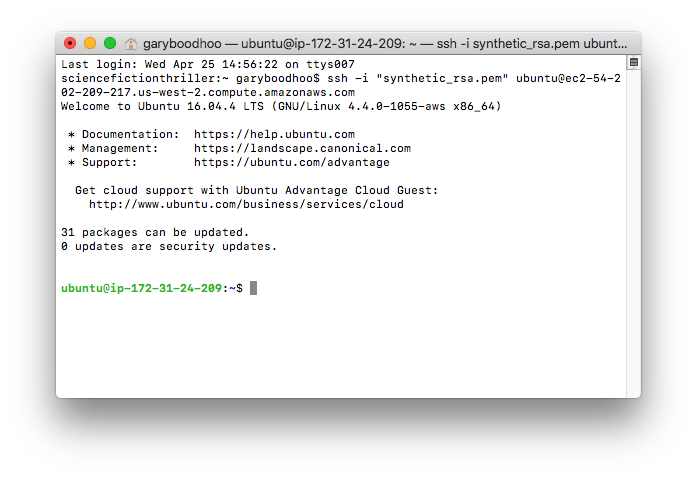 garyboodhoo — ubuntu@ip-172-31-24-209: ~ — ssh -i synthetic_rsa.pem ubunt...
Last login: Wed Apr 25 14:56:22 on ttys007
sciencefictionthriller:~ garyboodhoo$ ssh -i "synthetic_rsa.pem" ubuntu@ec2-54-2
02-209-217.us-west-2.compute.amazonaws.com
Welcome to Ubuntu 16.04.4 LTS (GNU/Linux 4.4.0-1055-aws x86_64)
* Documentation:  https://help.ubuntu.com
* Management:     https://landscape.canonical.com
* Support:        https://ubuntu.com/advantage
Get cloud support with Ubuntu Advantage Cloud Guest:
http://www.ubuntu.com/business/services/cloud
31 packages can be updated.
0 updates are security updates.
ubuntu@ip-172-31-24-209:~$